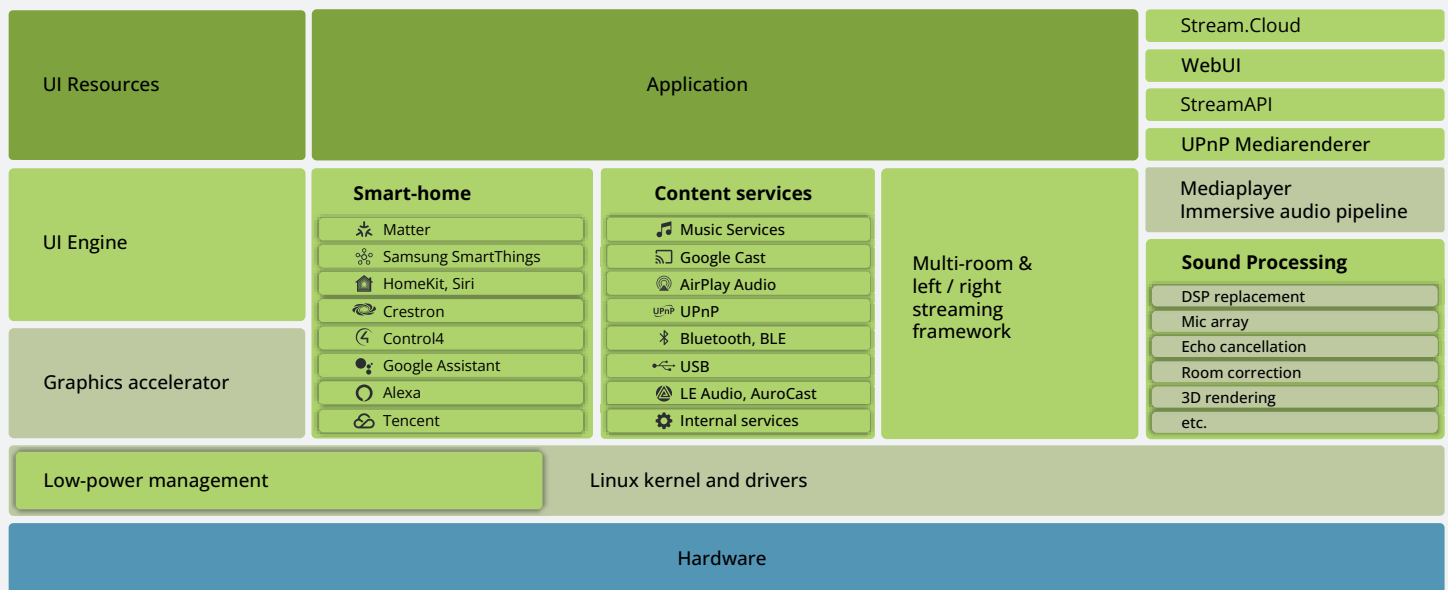 UI Resources
Application
Stream.Cloud
WebUI
StreamAPI
UPnP Mediarenderer
UI Engine
Graphics accelerator
Smart-home
Matter
Samsung SmartThings
HomeKit, Siri
Crestron
Control4
Google Assistant
Alexa
Tencent
Content services
Music Services
Google Cast
AirPlay Audio
UPnP UPnP
Bluetooth, BLE
USB
LE Audio, AuroCast
Internal services
Multi-room &
left / right
streaming
framework
Mediaplayer
Immersive audio pipeline
Sound Processing
DSP replacement
Mic array
Echo cancellation
Room correction
3D rendering
etc.
Low-power management
Linux kernel and drivers
Hardware